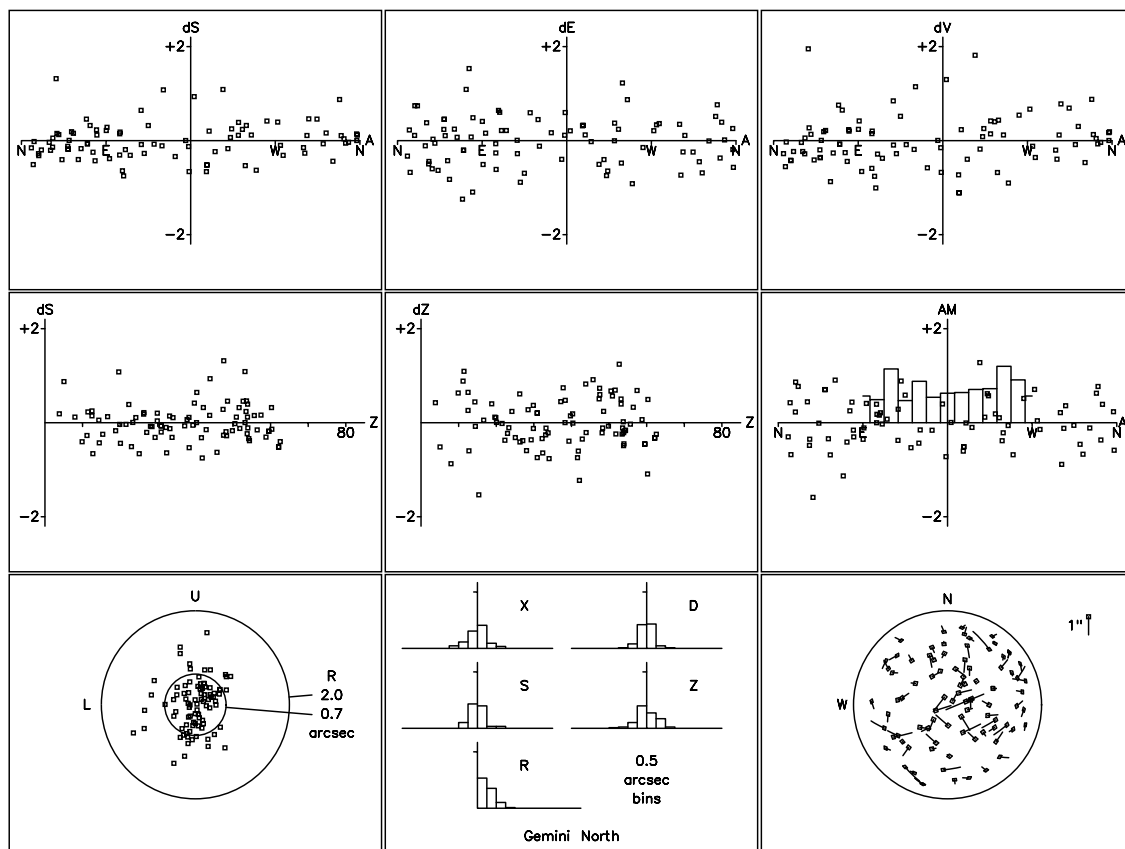 dS
+2
N E W N A
−2
dE
+2
N E W N A
−2
dV
+2
N E W N A
−2
dS
+2
80 Z
−2
dZ
+2
80 Z
−2
AM
+2
N E W N A
−2
U
L
R
2.0
0.7
arcsec
X D
S Z
R
0.5
arcsec
bins
Gemini North
N
W
1"